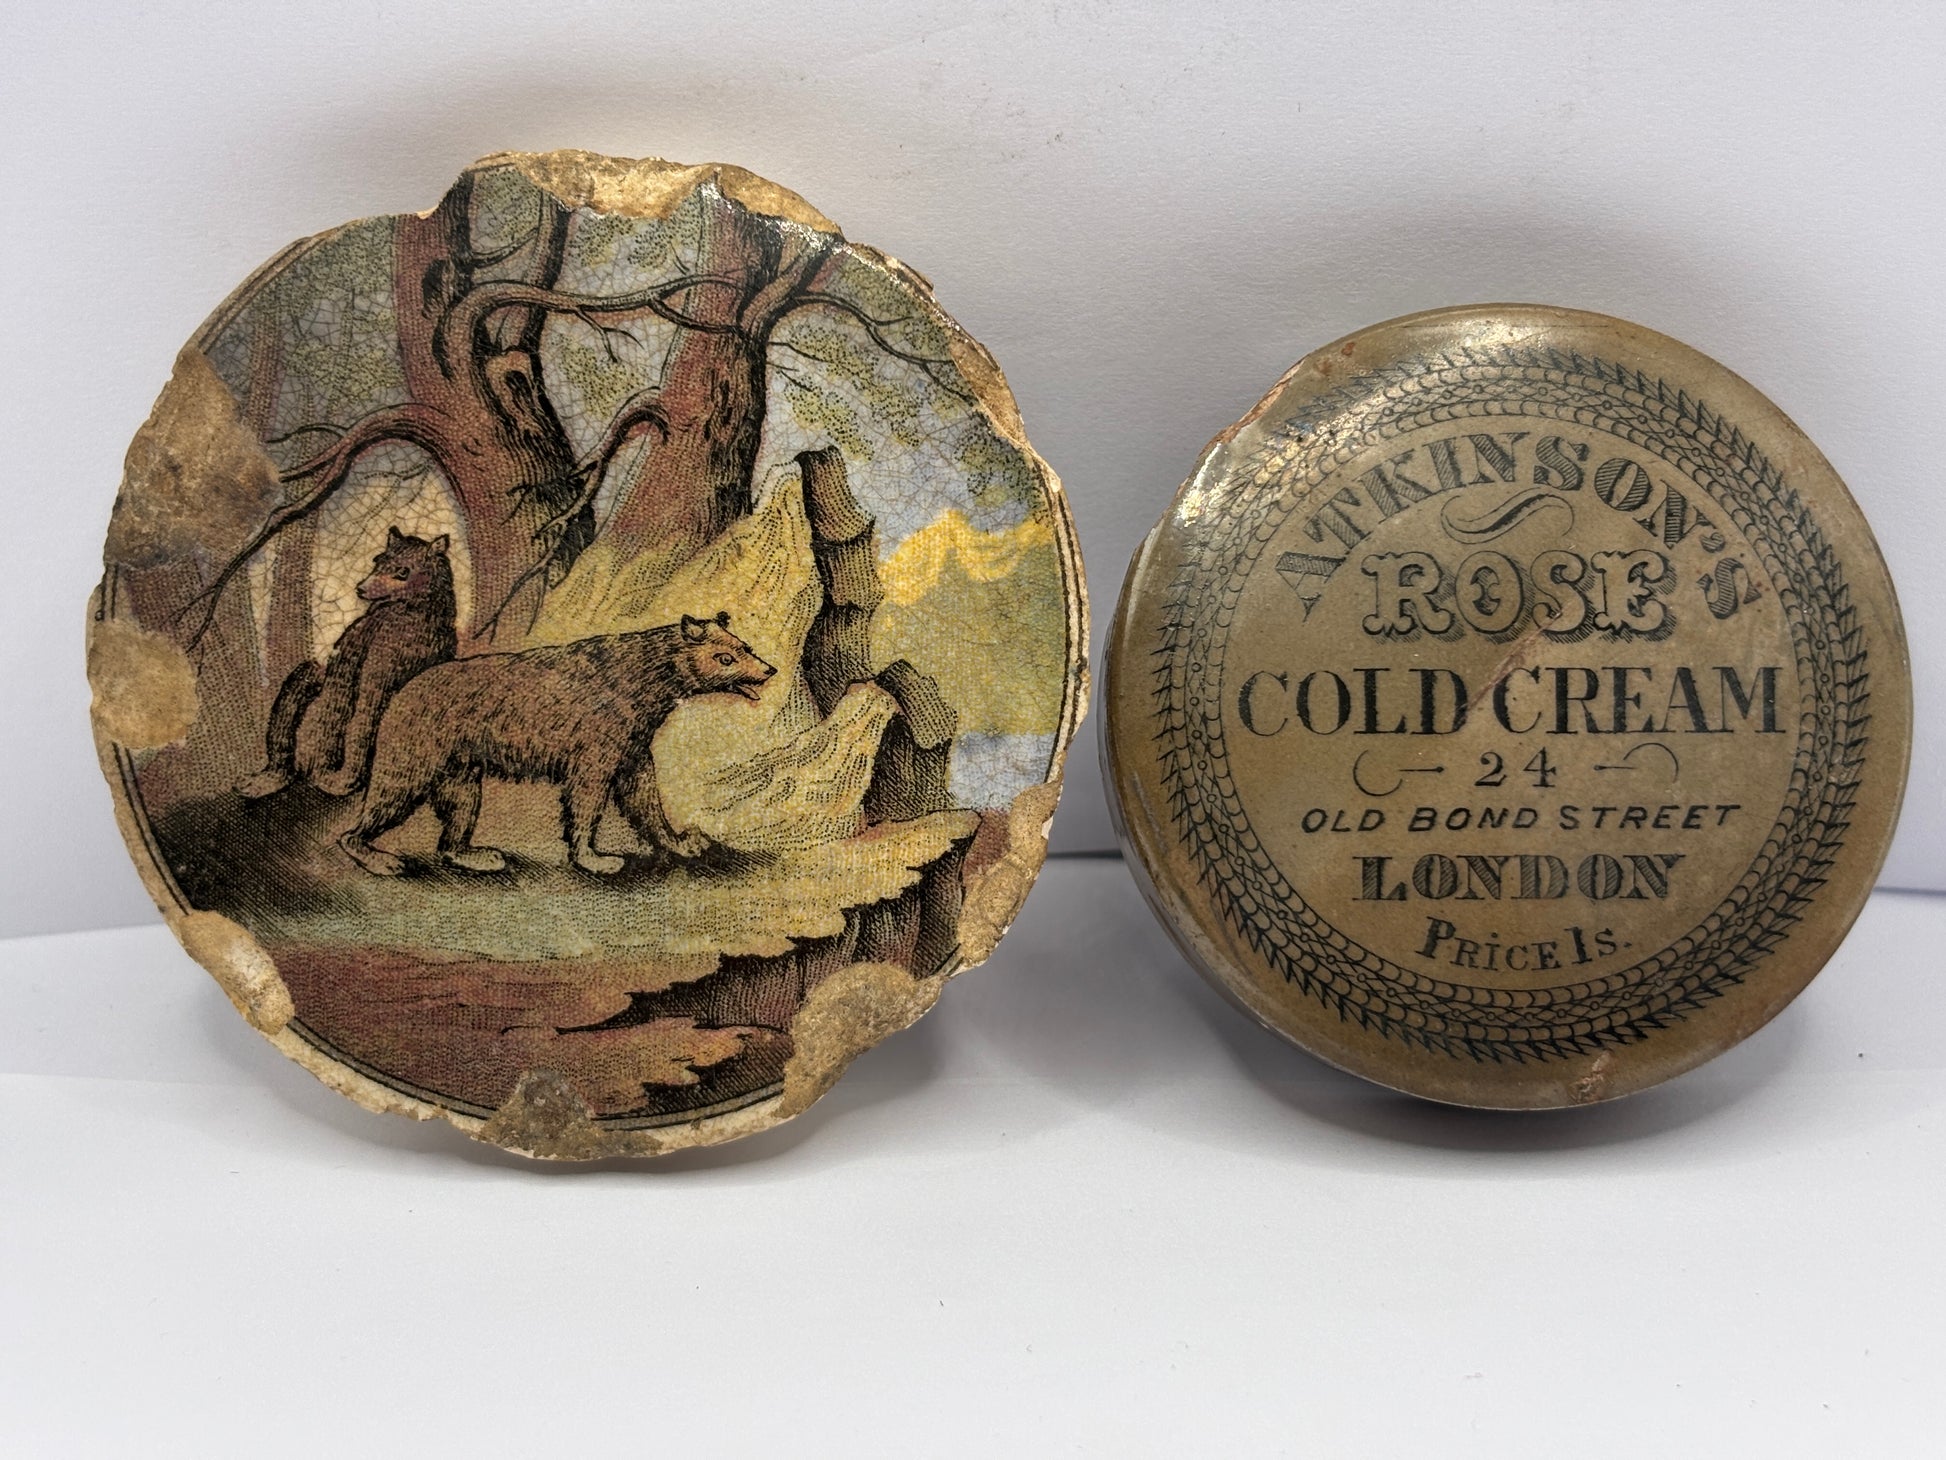 ATKINSON'S
ROSE
COLD CREAM
24
OLD BOND STREET
LONDON
PRICE 1s.